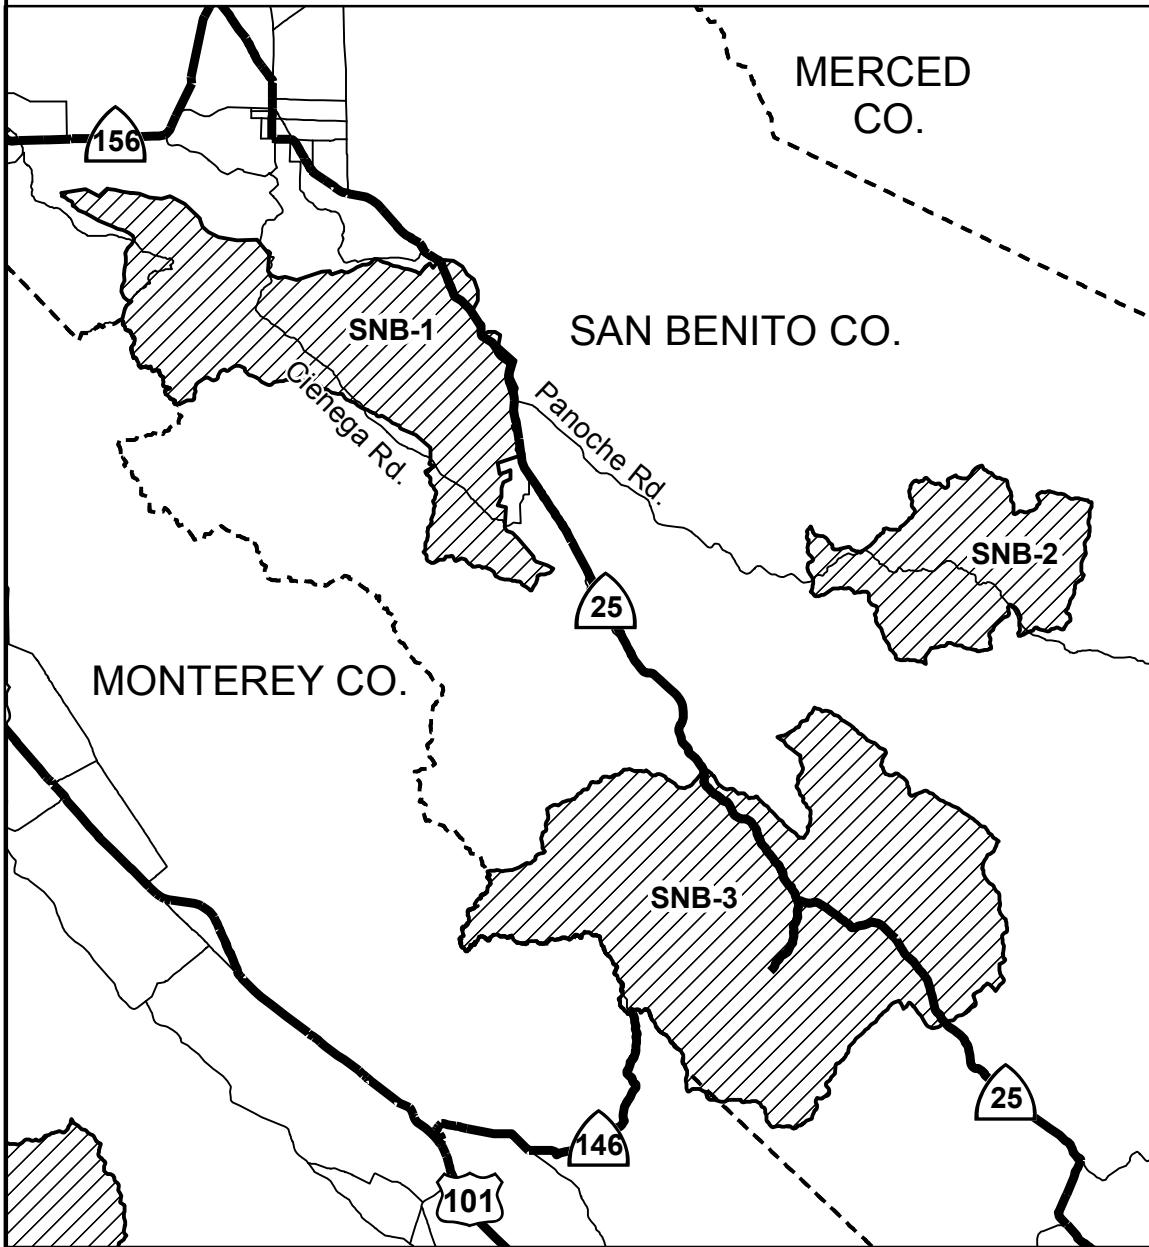 MERCED
CO.
156
SNB-1
SAN BENITO CO.
Cienega Rd.
Panoche Rd.
SNB-2
25
MONTEREY CO.
SNB-3
25
146
101